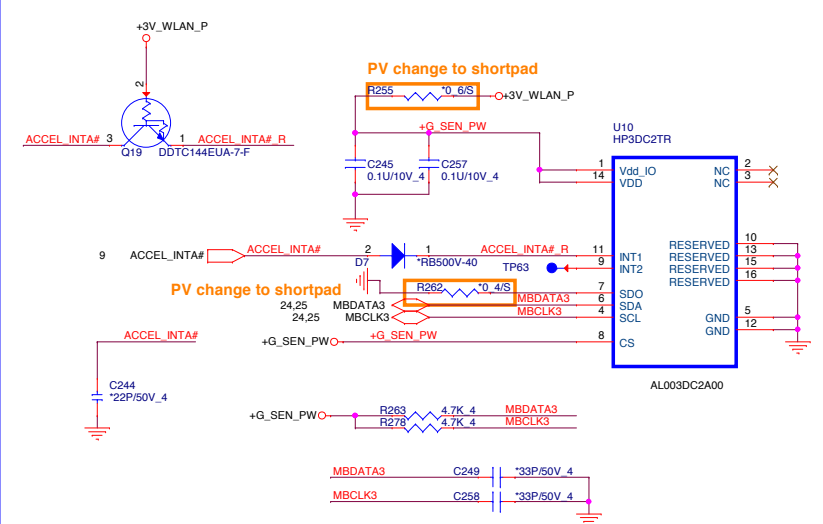 +3V_WLAN_P
2
ACCEL_INTA# 3
1 ACCEL_INTA#_R
Q19 DDTC144EUA-7-F
PV change to shortpad
R255 *0_6/S
+3V_WLAN_P
+G_SEN_PW
C245
0.1U/10V_4
C257
0.1U/10V_4
U10
HP3DC2TR
1 Vdd_IO
14 VDD
NC 2
NC 3
RESERVED 10
RESERVED 13
RESERVED 15
RESERVED 16
9 ACCEL_INTA# ACCEL_INTA#
2 1
D7 *RB500V-40
ACCEL_INTA#_R 11 INT1
TP63 9 INT2
PV change to shortpad
R262 *0_4/S
7 SDO
24,25 MBDATA3 MBDATA3 6 SDA
24,25 MBCLK3 MBCLK3 4 SCL
GND 5
GND 12
+G_SEN_PW +G_SEN_PW 8 CS
AL003DC2A00
ACCEL_INTA#
C244
*22P/50V_4
+G_SEN_PW
R263 4.7K_4 MBDATA3
R278 4.7K_4 MBCLK3
MBDATA3 C249 *33P/50V_4
MBCLK3 C258 *33P/50V_4